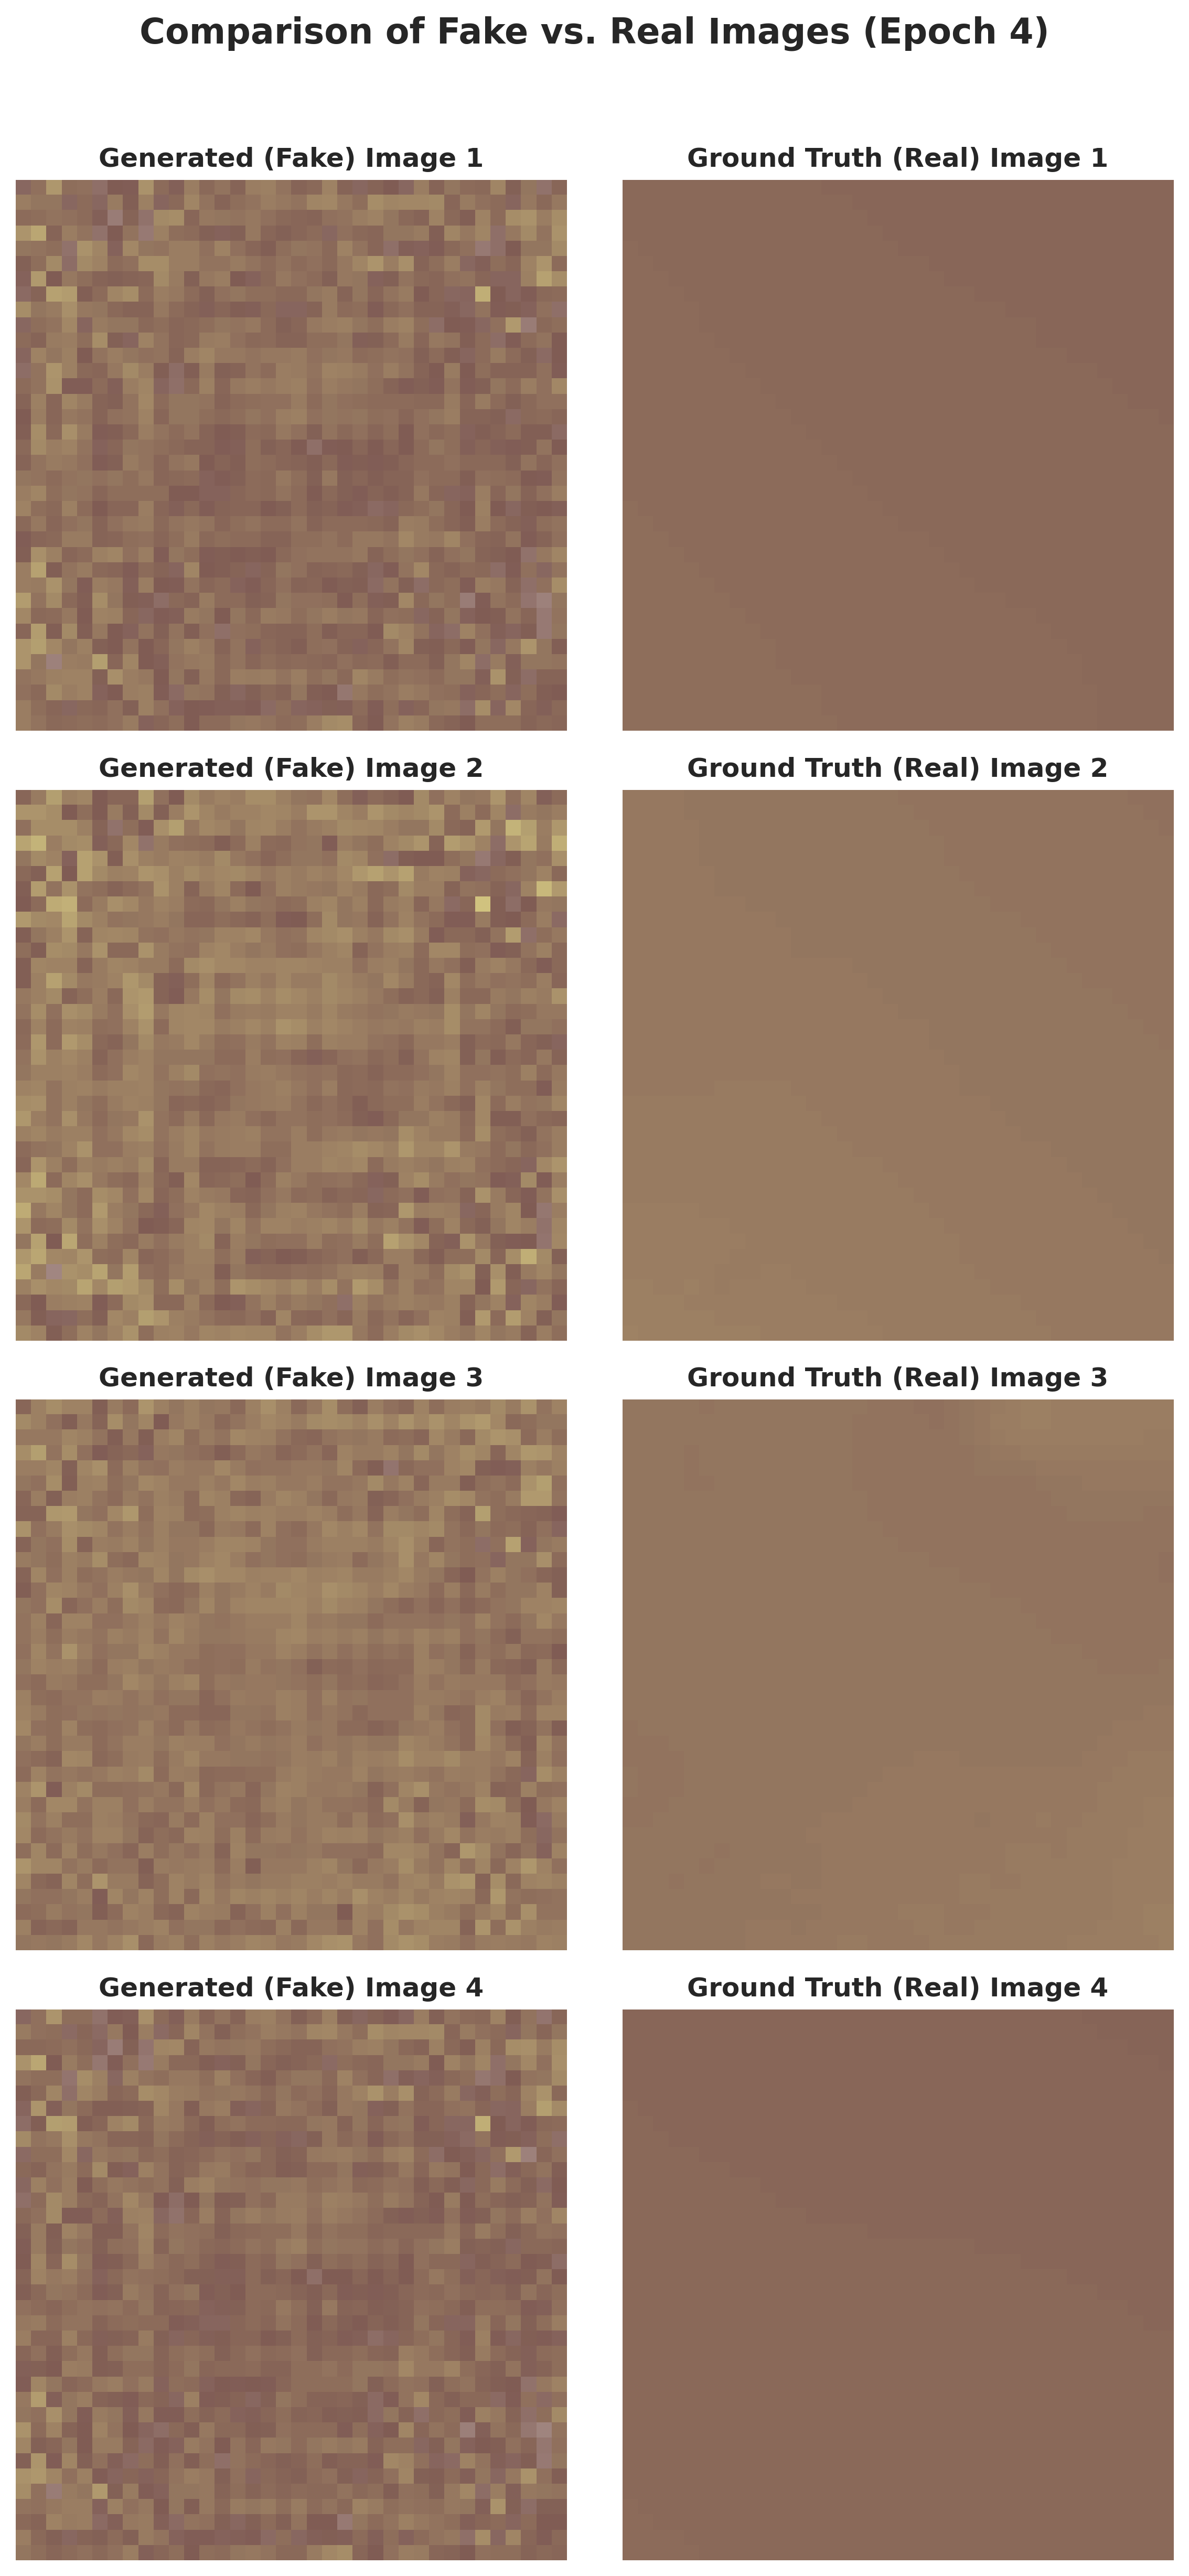 Comparison of Fake vs. Real Images (Epoch 4)
Generated (Fake) Image 1
Ground Truth (Real) Image 1
Generated (Fake) Image 2
Ground Truth (Real) Image 2
Generated (Fake) Image 3
Ground Truth (Real) Image 3
Generated (Fake) Image 4
Ground Truth (Real) Image 4